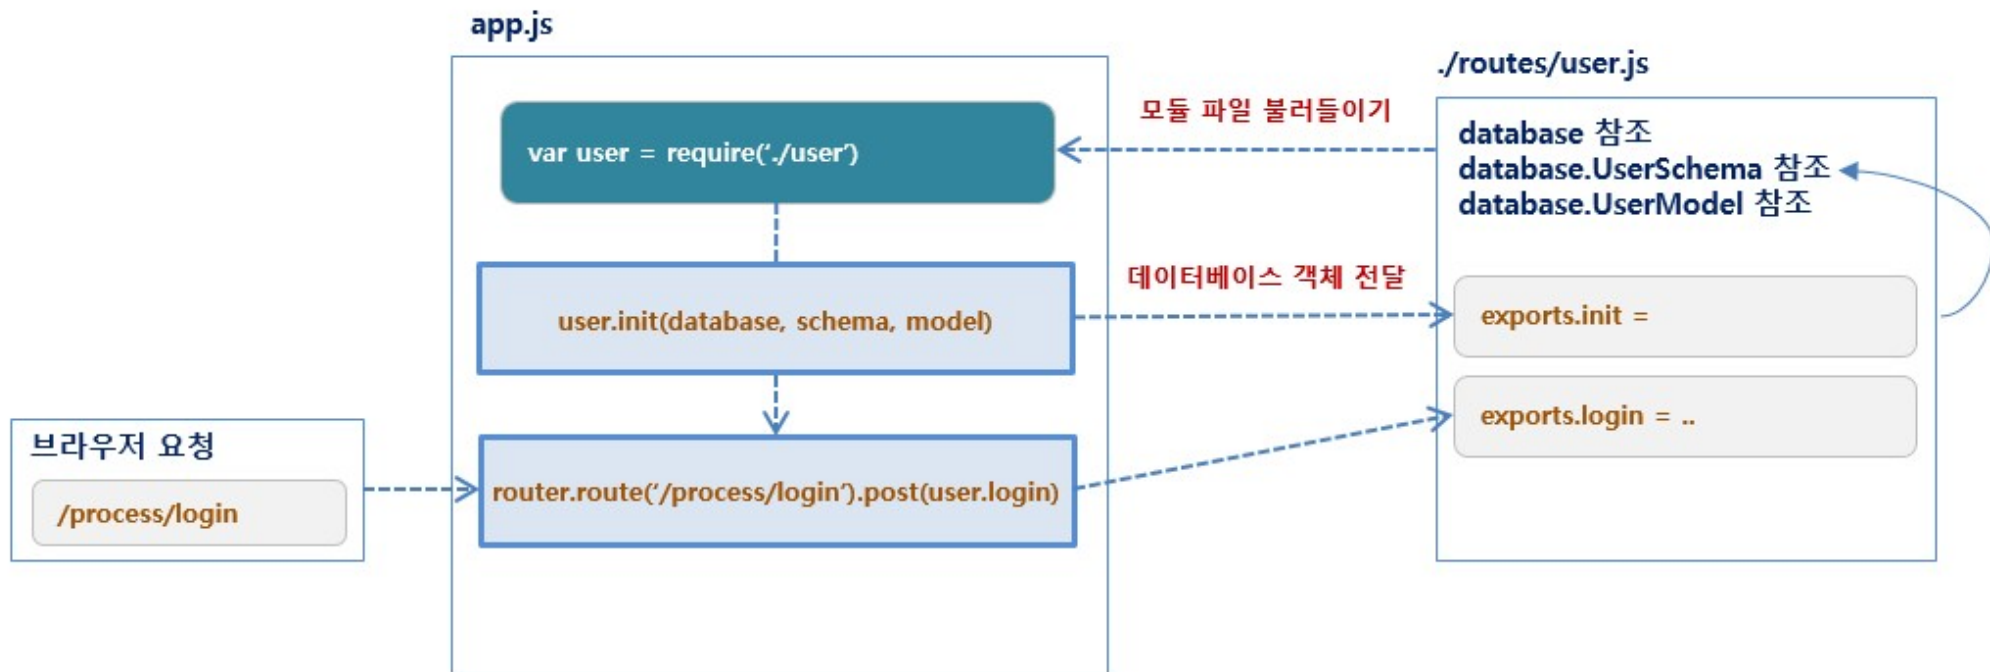 app.js
./routes/user.js
var user = require(‘./user’)
모듈 파일 불러들이기
database 참조
database.UserSchema 참조
database.UserModel 참조
user.init(database, schema, model)
데이터베이스 객체 전달
exports.init =
exports.login = ..
브라우저 요청
/process/login
router.route(‘/process/login’).post(user.login)